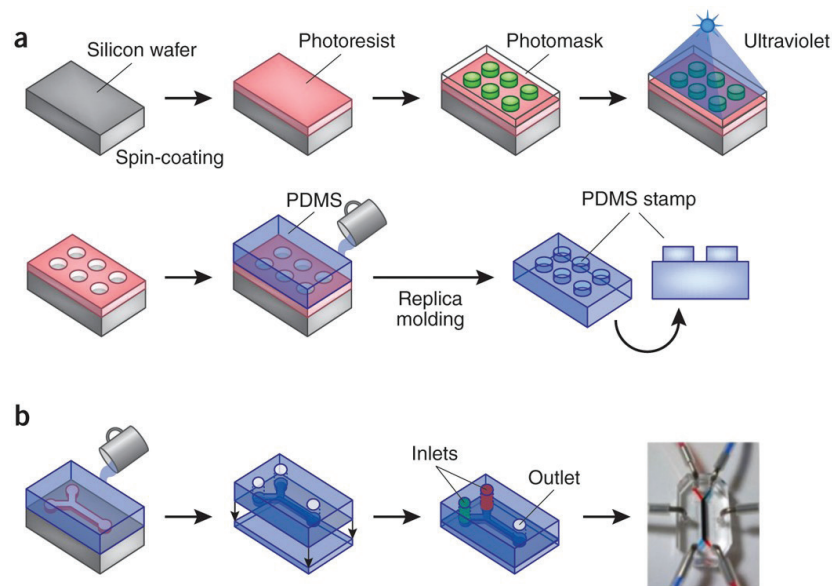 a
Silicon wafer
Photoresist
Photomask
Ultraviolet
Spin-coating
PDMS
PDMS stamp
Replica
molding
b
Inlets
Outlet